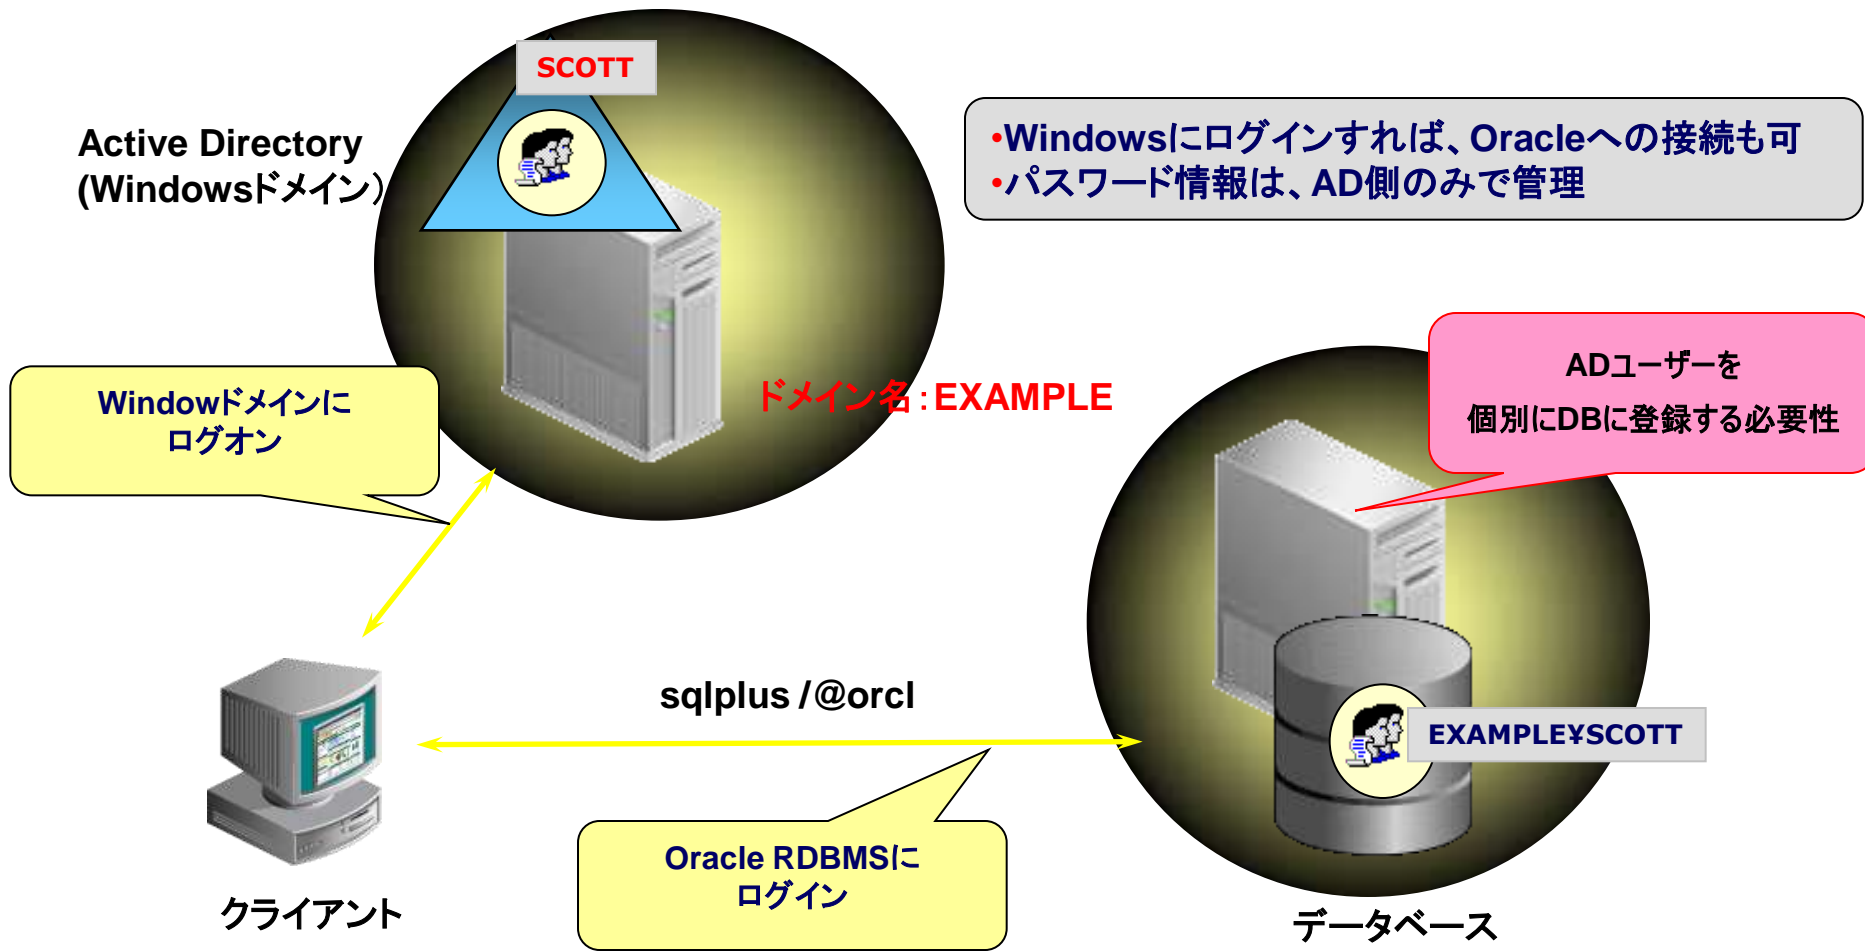 SCOTT
Active Directory
(Windowsドメイン）
•Windowsにログインすれば、Oracleへの接続も可
•パスワード情報は、AD側のみで管理
Windowドメインに
ログオン
ドメイン名：EXAMPLE
ADユーザーを
個別にDBに登録する必要性
sqlplus /@orcl
EXAMPLE¥SCOTT
Oracle RDBMSに
ログイン
クライアント
データベース